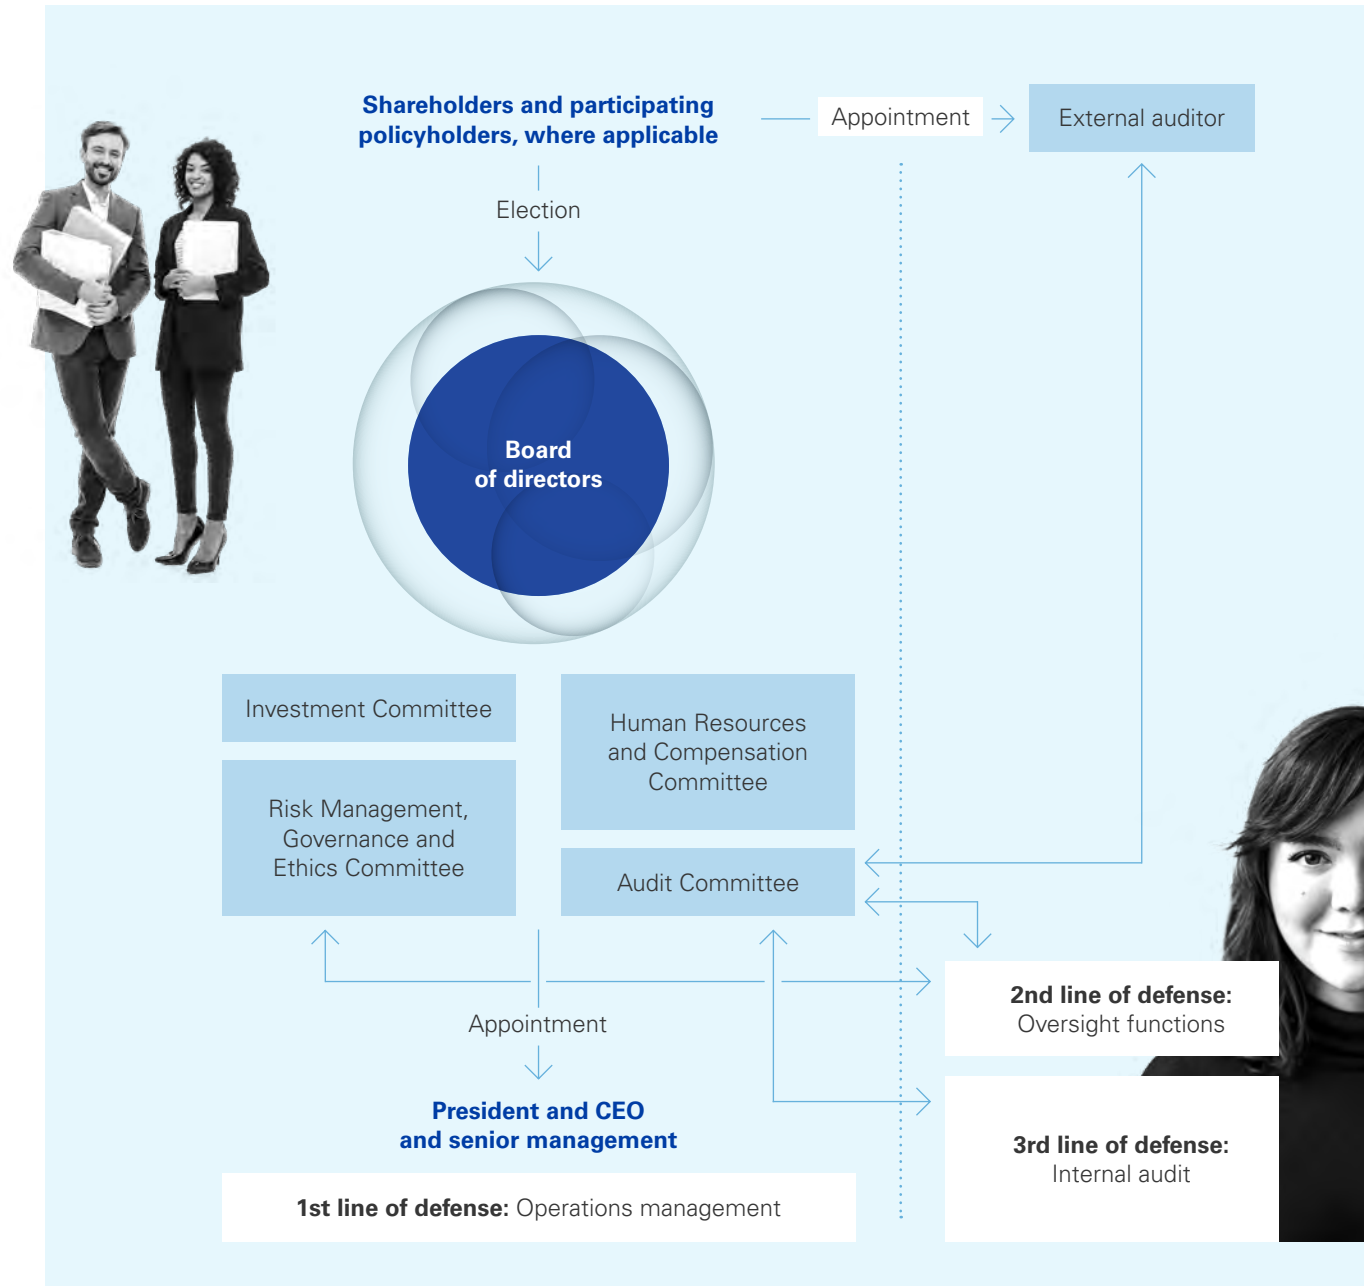 Shareholders and participating
policyholders, where applicable
Appointment
External auditor
Election
Board
of directors
Investment Committee
Human Resources
and Compensation
Committee
Risk Management,
Governance and
Ethics Committee
Audit Committee
2nd line of defense:
Oversight functions
Appointment
President and CEO
and senior management
3rd line of defense:
Internal audit
1st line of defense: Operations management